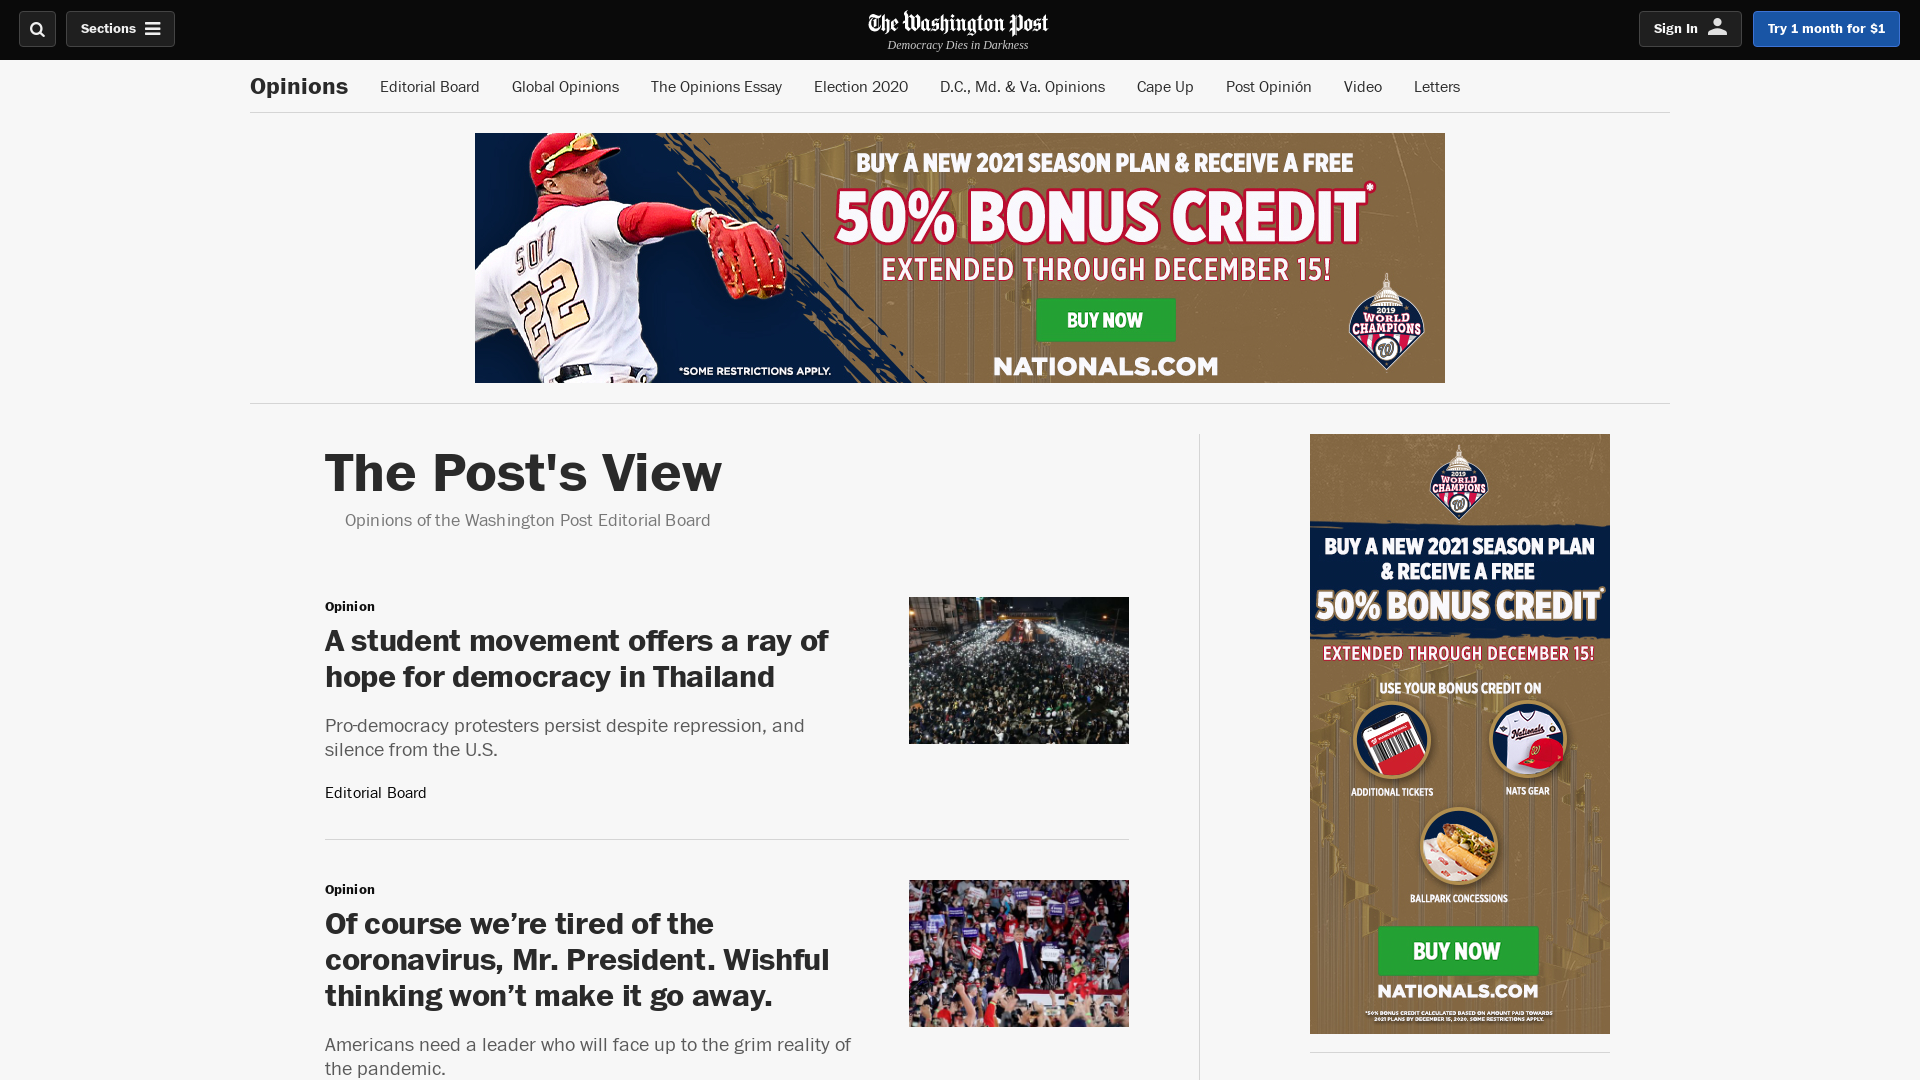 Sections
The Washington Post
Democracy Dies in Darkness
Sign In
Try 1 month for $1
Opinions
Editorial Board
Global Opinions
The Opinions Essay
Election 2020
D.C., Md. & Va. Opinions
Cape Up
Post Opinión
Video
Letters
BUY A NEW 2021 SEASON PLAN & RECEIVE A FREE
50% BONUS CREDIT*
EXTENDED THROUGH DECEMBER 15!
BUY NOW
NATIONALS.COM
*SOME RESTRICTIONS APPLY.
SOTO
22
2019
WORLD
CHAMPIONS
W
The Post's View
Opinions of the Washington Post Editorial Board
Opinion
A student movement offers a ray of
hope for democracy in Thailand
Pro-democracy protesters persist despite repression, and
silence from the U.S.
Editorial Board
Opinion
Of course we’re tired of the
coronavirus, Mr. President. Wishful
thinking won’t make it go away.
Americans need a leader who will face up to the grim reality of
the pandemic.
2019
WORLD
CHAMPIONS
W
BUY A NEW 2021 SEASON PLAN
& RECEIVE A FREE
50% BONUS CREDIT*
EXTENDED THROUGH DECEMBER 15!
USE YOUR BONUS CREDIT ON
Nationals
ADDITIONAL TICKETS
NATS GEAR
BALLPARK CONCESSIONS
BUY NOW
NATIONALS.COM
*50% BONUS CREDIT CALCULATED BASED ON AMOUNT PAID TOWARDS
2021 PLANS BY DECEMBER 15, 2020. SOME RESTRICTIONS APPLY.